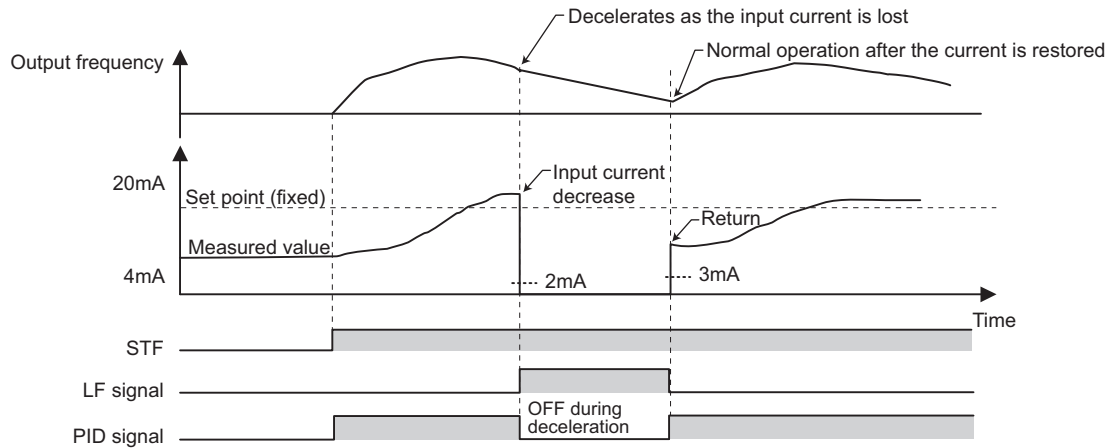 Decelerates as the input current is lost
Normal operation after the current is restored
Output frequency
20mA
Set point (fixed)
Input current
decrease
Return
Measured value
4mA
2mA
3mA
Time
STF
LF signal
OFF during
deceleration
PID signal